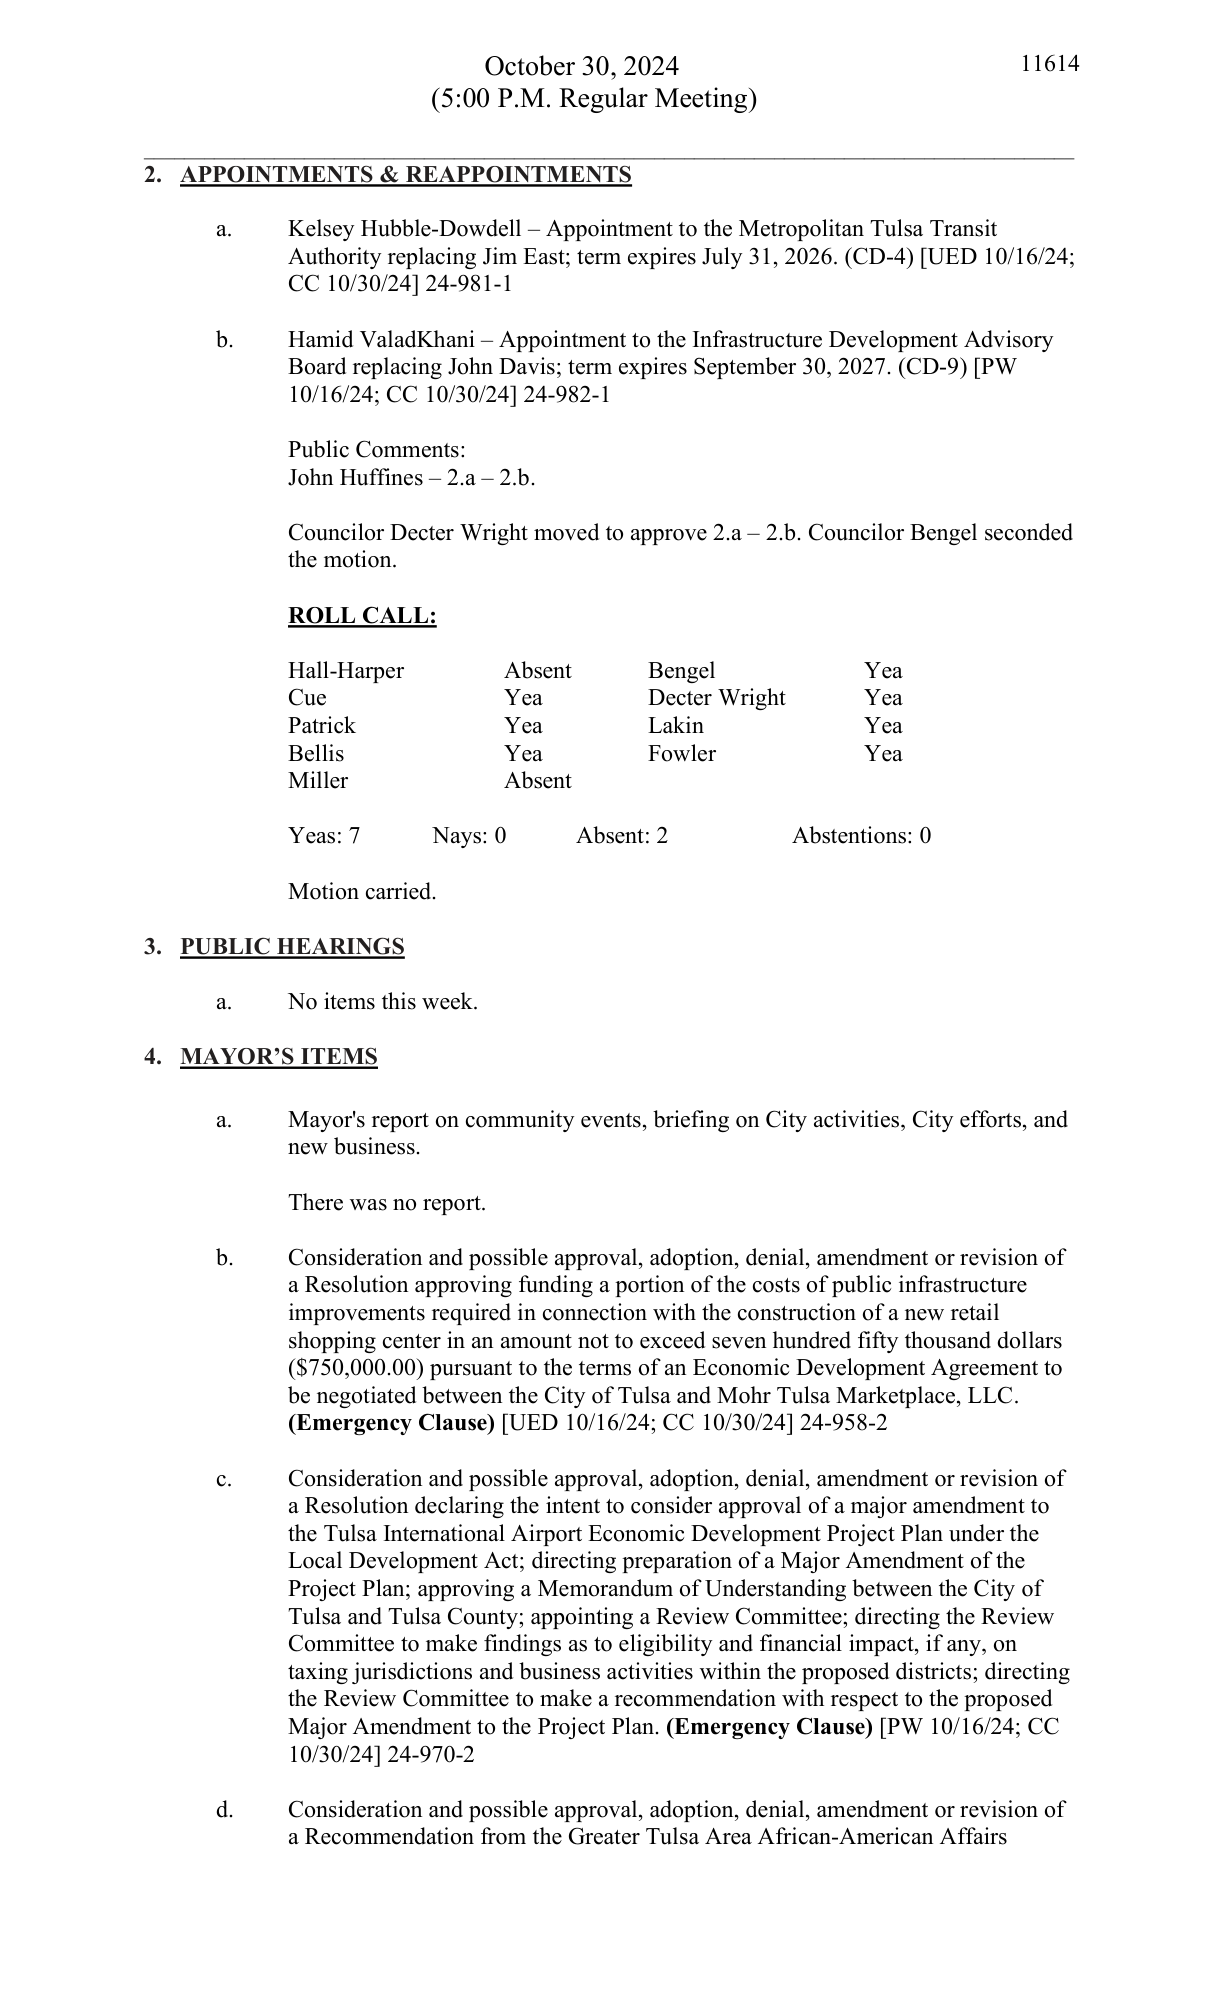 October 30, 2024
11614
(5:00 P.M. Regular Meeting)
2. APPOINTMENTS & REAPPOINTMENTS
a. Kelsey Hubble-Dowdell – Appointment to the Metropolitan Tulsa Transit
Authority replacing Jim East; term expires July 31, 2026. (CD-4) [UED 10/16/24;
CC 10/30/24] 24-981-1
b. Hamid ValadKhani – Appointment to the Infrastructure Development Advisory
Board replacing John Davis; term expires September 30, 2027. (CD-9) [PW
10/16/24; CC 10/30/24] 24-982-1
Public Comments:
John Huffines – 2.a – 2.b.
Councilor Decter Wright moved to approve 2.a – 2.b. Councilor Bengel seconded
the motion.
ROLL CALL:
Hall-Harper Absent Bengel Yea
Cue Yea Decter Wright Yea
Patrick Yea Lakin Yea
Bellis Yea Fowler Yea
Miller Absent
Yeas: 7 Nays: 0 Absent: 2 Abstentions: 0
Motion carried.
3. PUBLIC HEARINGS
a. No items this week.
4. MAYOR’S ITEMS
a. Mayor's report on community events, briefing on City activities, City efforts, and
new business.
There was no report.
b. Consideration and possible approval, adoption, denial, amendment or revision of
a Resolution approving funding a portion of the costs of public infrastructure
improvements required in connection with the construction of a new retail
shopping center in an amount not to exceed seven hundred fifty thousand dollars
($750,000.00) pursuant to the terms of an Economic Development Agreement to
be negotiated between the City of Tulsa and Mohr Tulsa Marketplace, LLC.
(Emergency Clause) [UED 10/16/24; CC 10/30/24] 24-958-2
c. Consideration and possible approval, adoption, denial, amendment or revision of
a Resolution declaring the intent to consider approval of a major amendment to
the Tulsa International Airport Economic Development Project Plan under the
Local Development Act; directing preparation of a Major Amendment of the
Project Plan; approving a Memorandum of Understanding between the City of
Tulsa and Tulsa County; appointing a Review Committee; directing the Review
Committee to make findings as to eligibility and financial impact, if any, on
taxing jurisdictions and business activities within the proposed districts; directing
the Review Committee to make a recommendation with respect to the proposed
Major Amendment to the Project Plan. (Emergency Clause) [PW 10/16/24; CC
10/30/24] 24-970-2
d. Consideration and possible approval, adoption, denial, amendment or revision of
a Recommendation from the Greater Tulsa Area African-American Affairs